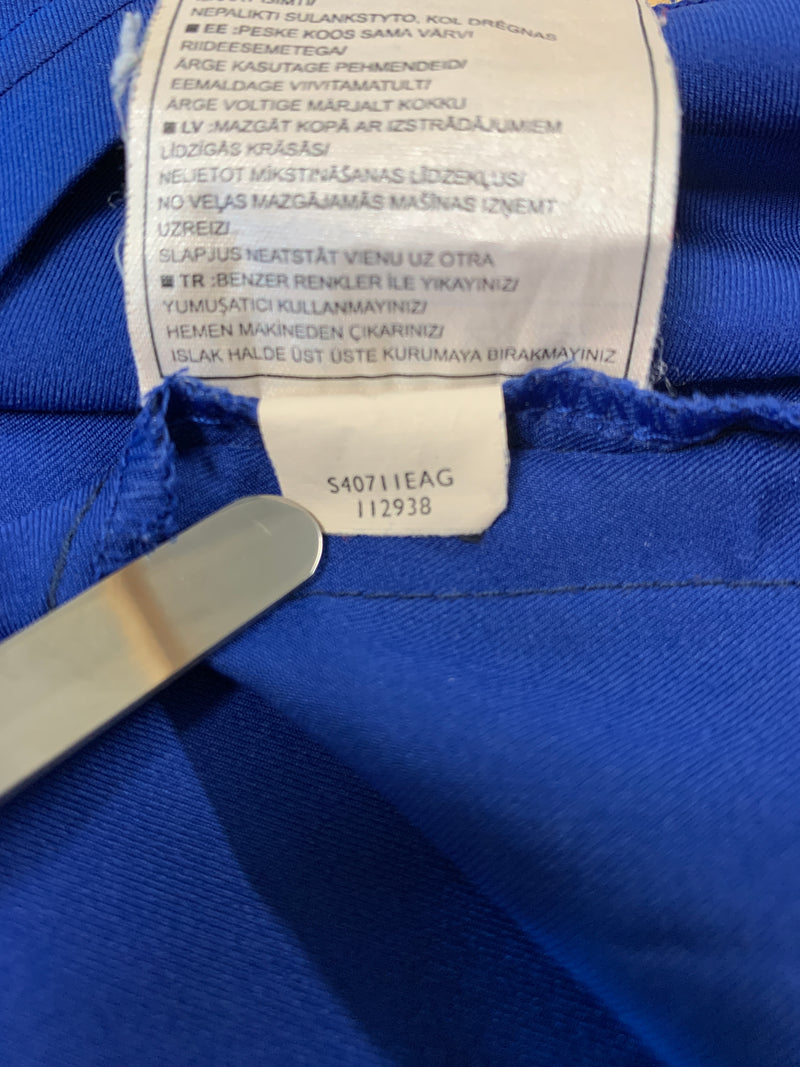 NEPALIKTI SULANKSTYTO, KOL DRĖGNAS
■ EE :PESKE KOOS SAMA VÄRVI
RIIDEESEMETEGA/
ÄRGE KASUTAGE PEHMENDEID/
EEMALDAGE VIIVITAMATULT/
ÄRGE VOLTIGE MÄRJALT KOKKU
■ LV :MAZGĀT KOPĀ AR IZSTRĀDĀJUMIEM
LĪDZĪGĀS KRĀSĀS/
NELIETOT MĪKSTINĀŠANAS LĪDZEKĻUS/
NO VEĻAS MAZGĀJAMĀS MAŠĪNAS IZŅEMT
UZREIZ/
SLAPJUS NEATSTĀT VIENU UZ OTRA
■ TR :BENZER RENKLER İLE YIKAYINIZ/
YUMUŞATICI KULLANMAYINIZ/
HEMEN MAKİNEDEN ÇIKARINIZ/
ISLAK HALDE ÜST ÜSTE KURUMAYA BIRAKMAYINIZ
S40711EAG
112938